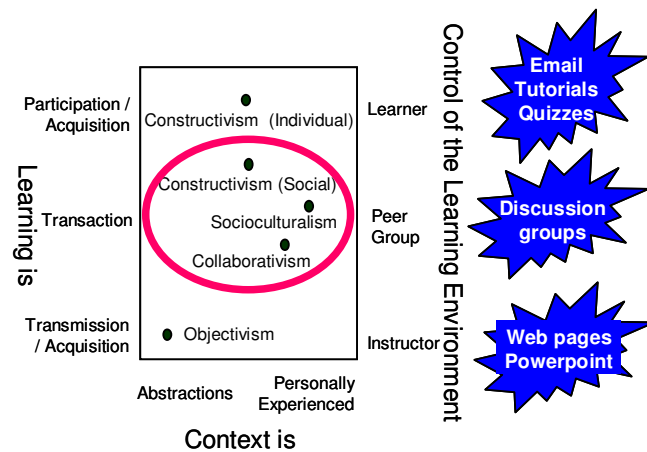 Learning is
Participation /
Acquisition
Transaction
Transmission
/ Acquisition
Constructivism (Individual)
Constructivism (Social)
Socioculturalism
Collaborativism
Objectivism
Learner
Peer
Group
Instructor
Control of the Learning Environment
Abstractions
Personally
Experienced
Context is
Email
Tutorials
Quizzes
Discussion
groups
Web pages
Powerpoint